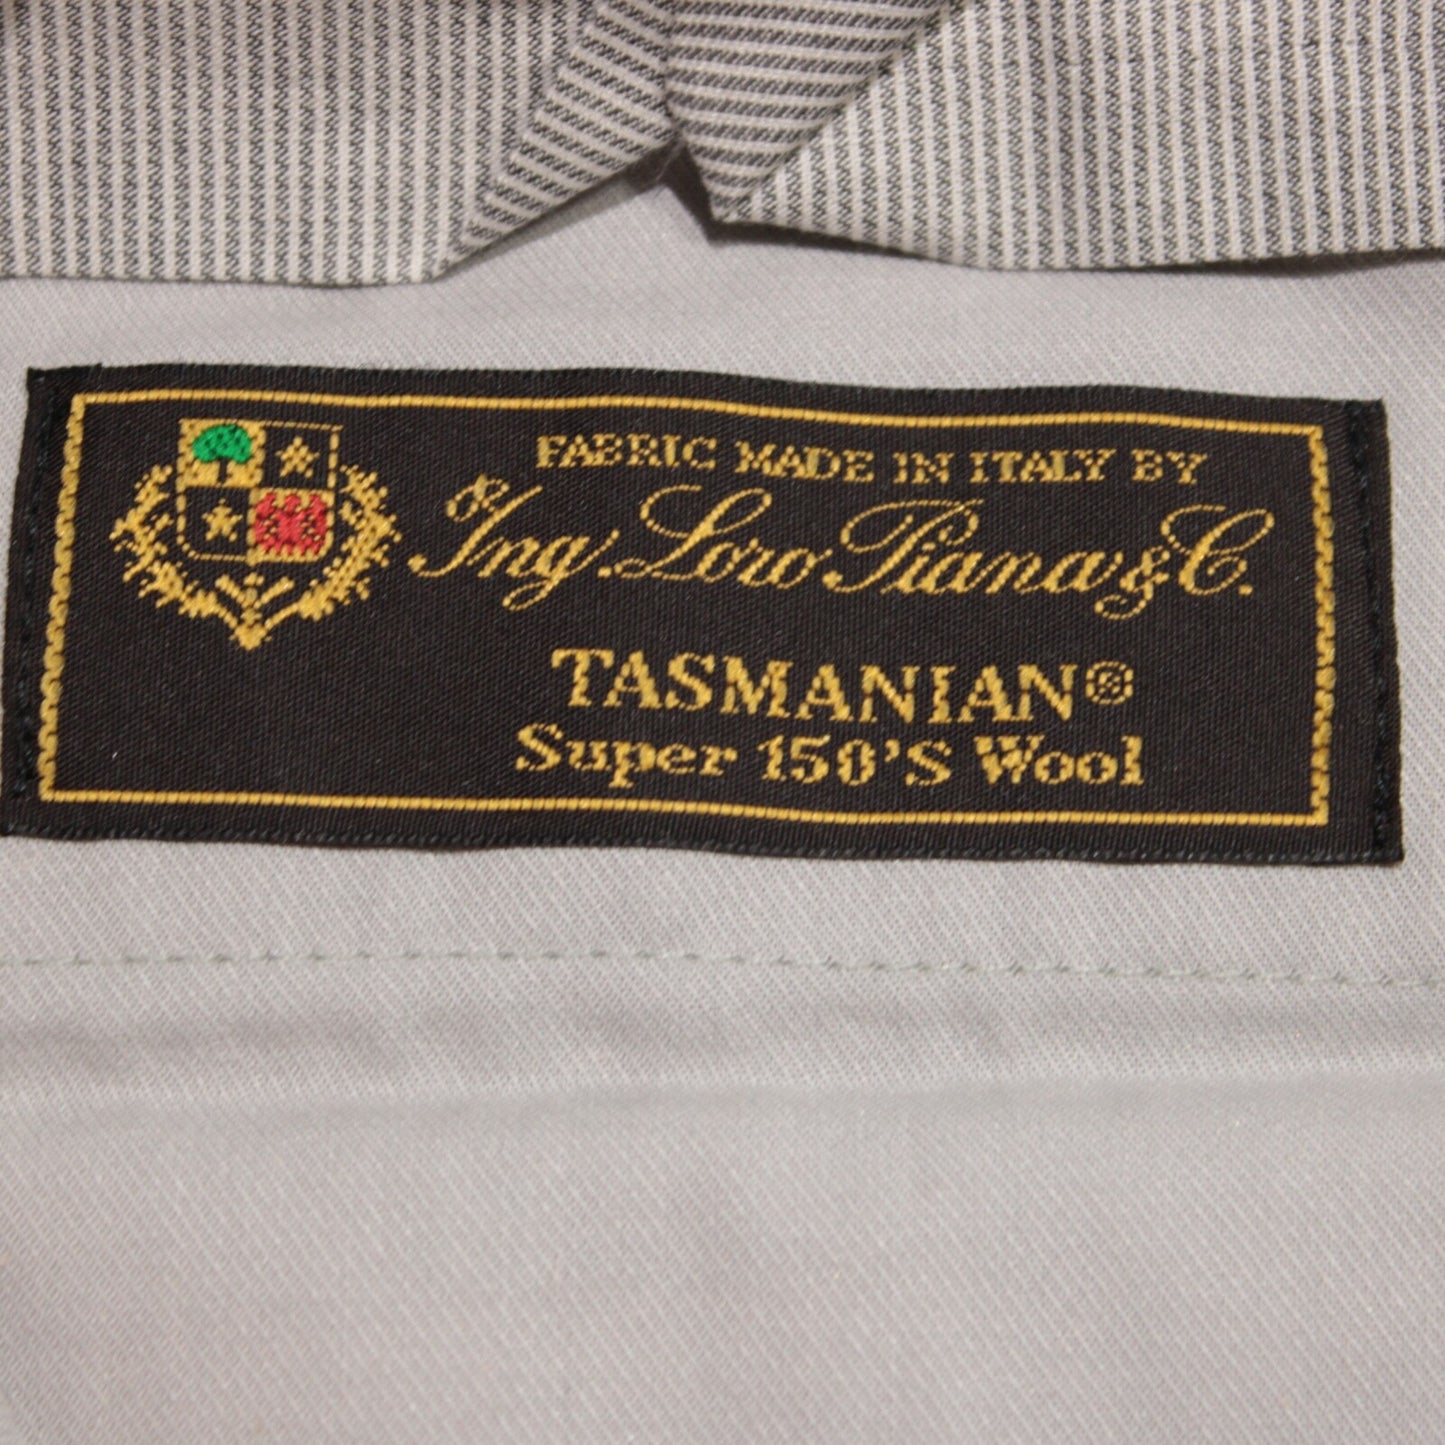 FABRIC MADE IN ITALY BY
® Ing. Loro Piana & C.
TASMANIAN®
Super 150'S Wool